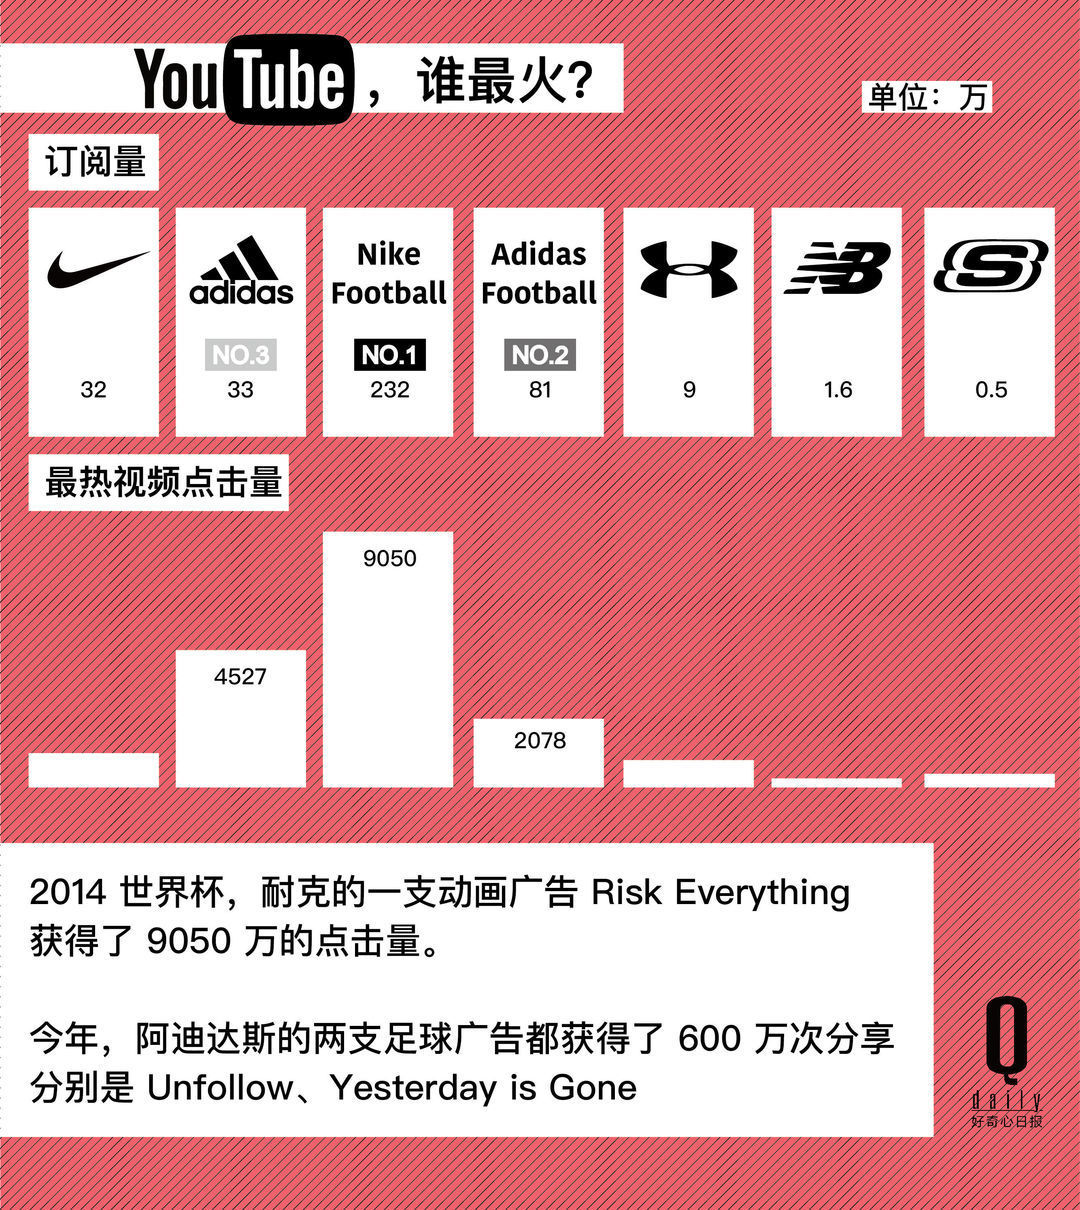 YouTube，谁最火？
单位：万
订阅量
adidas
Nike
Football
Adidas
Football
NB
S
NO.3
NO.1
NO.2
32
33
232
81
9
1.6
0.5
最热视频点击量
9050
4527
2078
2014 世界杯，耐克的一支动画广告 Risk Everything
获得了 9050 万的点击量。
今年，阿迪达斯的两支足球广告都获得了 600 万次分享
分别是 Unfollow、Yesterday is Gone
Q
daily
好奇心日报